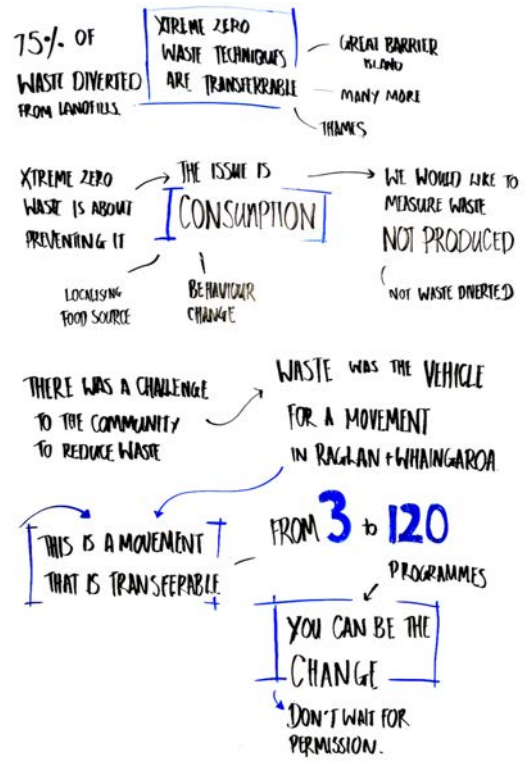 75% OF
WASTE DIVERTED
FROM LANDFILLS
XTREME ZERO
WASTE TECHNIQUES
ARE TRANSFERRABLE
GREAT BARRIER
ISLAND
MANY MORE
THAMES
XTREME ZERO
WASTE IS ABOUT
PREVENTING IT
THE ISSUE IS
CONSUMPTION
LOCALISING
FOOD SOURCE
BEHAVIOUR
CHANGE
WE WOULD LIKE TO
MEASURE WASTE
NOT PRODUCED
NOT WASTE DIVERTED
THERE WAS A CHALLENGE
TO THE COMMUNITY
TO REDUCE WASTE
WASTE WAS THE VEHICLE
FOR A MOVEMENT
IN RAGLAN + WHAINGAROA
THIS IS A MOVEMENT
THAT IS TRANSFERABLE
FROM 3 to 120
PROGRAMMES
YOU CAN BE THE
CHANGE
DON'T WAIT FOR
PERMISSION.